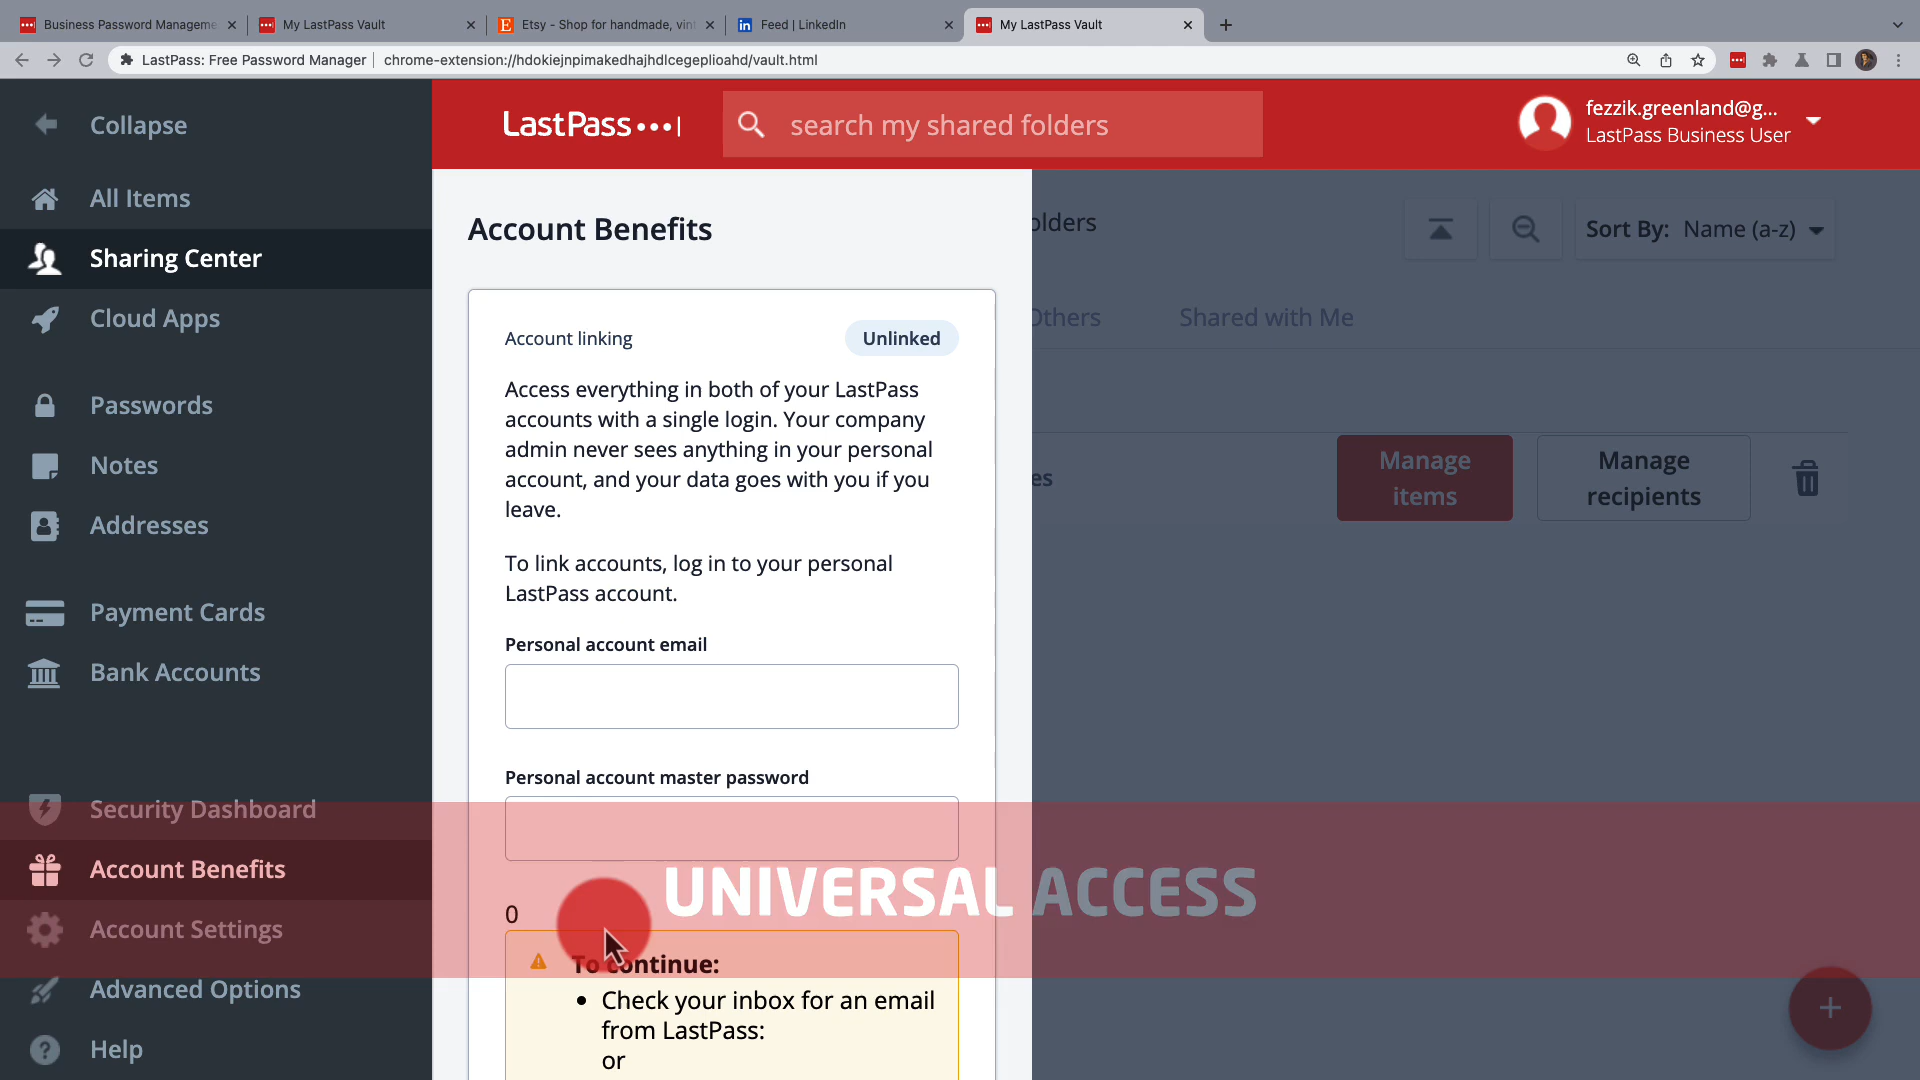 Business Password Manageme
My LastPass Vault
Etsy - Shop for handmade, vint
Feed | LinkedIn
My LastPass Vault
LastPass: Free Password Manager
chrome-extension://hdokiejnpimakedhajhdlcegeplioahd/vault.html
Collapse
LastPass
search my shared folders
fezzik.greenland@g...
LastPass Business User
All Items
Sharing Center
Cloud Apps
Passwords
Notes
Addresses
Payment Cards
Bank Accounts
Security Dashboard
Account Benefits
Account Settings
Advanced Options
Help
Account Benefits
Account linking
Unlinked
Access everything in both of your LastPass
accounts with a single login. Your company
admin never sees anything in your personal
account, and your data goes with you if you
leave.
To link accounts, log in to your personal
LastPass account.
Personal account email
Personal account master password
0
To continue:
• Check your inbox for an email
from LastPass:
or
olders
Sort By: Name (a-z)
Others
Shared with Me
es
Manage
items
Manage
recipients
UNIVERSAL ACCESS